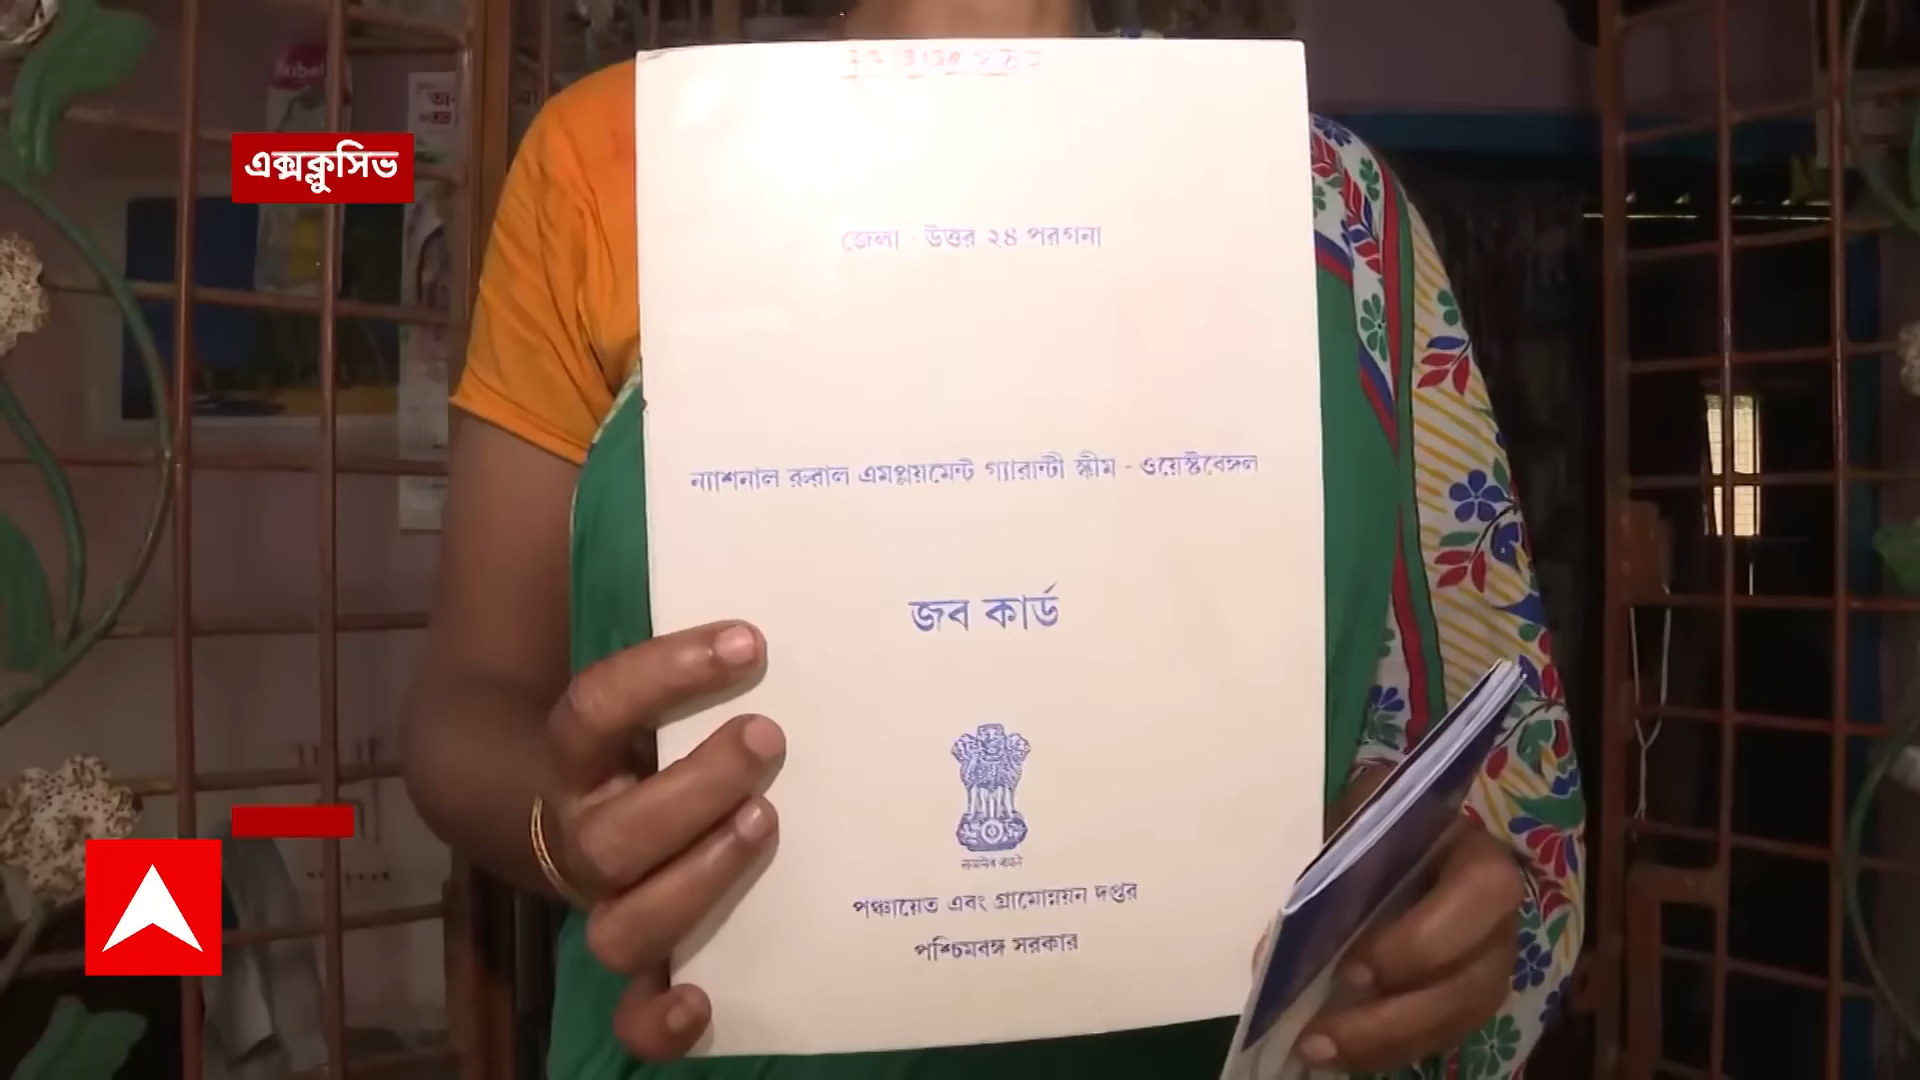 এক্সক্লুসিভ
জেলা - উত্তর ২৪ পরগনা
ন্যাশনাল রুরাল এমপ্লয়মেন্ট গ্যারান্টী স্কীম - ওয়েস্টবেঙ্গল
জব কার্ড
পঞ্চায়েত এবং গ্রামোন্নয়ন দপ্তর
পশ্চিমবঙ্গ সরকার